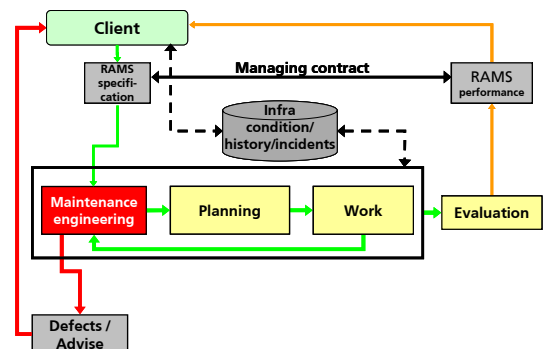 Client
RAMS
specifi-
cation
Managing contract
RAMS
performance
Infra
condition/
history/incidents
Maintenance
engineering
Planning
Work
Evaluation
Defects /
Advise